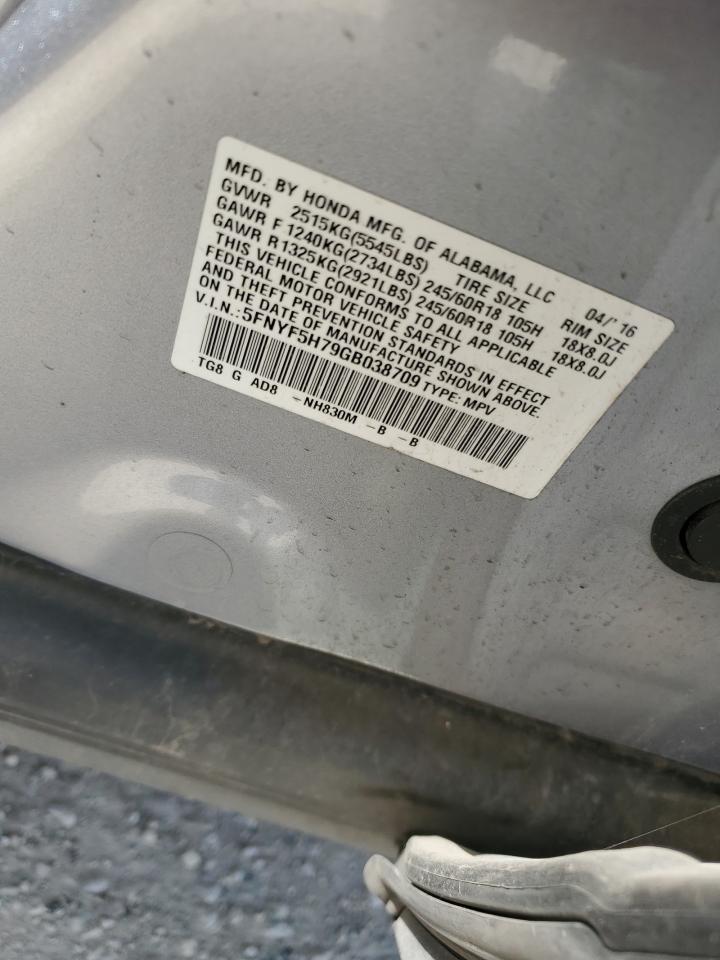 MFD. BY HONDA MFG. OF ALABAMA, LLC 04/'16
GVWR 2515KG(5545LBS) TIRE SIZE RIM SIZE
GAWR F 1240KG(2734LBS) 245/60R18 105H 18X8.0J
GAWR R 1325KG(2921LBS) 245/60R18 105H 18X8.0J
THIS VEHICLE CONFORMS TO ALL APPLICABLE
FEDERAL MOTOR VEHICLE SAFETY
AND THEFT PREVENTION STANDARDS IN EFFECT
ON THE DATE OF MANUFACTURE SHOWN ABOVE.
V.I.N.:5FNYF5H79GB038709 TYPE: MPV
TG8 G AD8 -NH830M -B -B